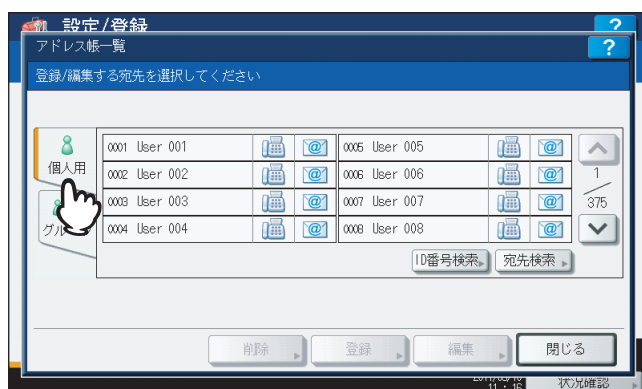 設定/登録 ?
アドレス帳一覧 ?
登録/編集する宛先を選択してください
個人用
0001 User 001 @ 0005 User 005 @
0002 User 002 @ 0006 User 006 @
0003 User 003 @ 0007 User 007 @
0004 User 004 @ 0008 User 008 @
1
375
ID番号検索 宛先検索
削除 登録 編集 閉じる
11 : 16 状況確認